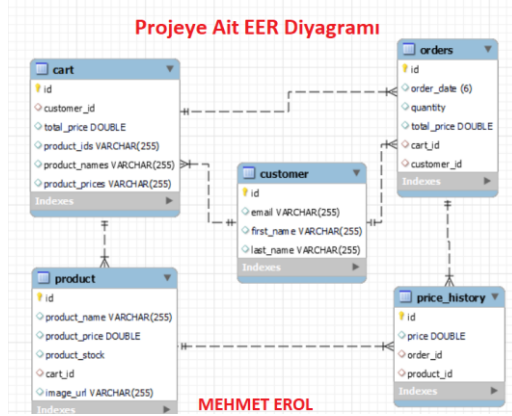 Projeye Ait EER Diyagramı
cart
id
customer_id
total_price DOUBLE
product_ids VARCHAR(255)
product_names VARCHAR(255)
product_prices VARCHAR(255)
Indexes
orders
id
order_date (6)
quantity
total_price DOUBLE
cart_id
customer_id
Indexes
customer
id
email VARCHAR(255)
first_name VARCHAR(255)
last_name VARCHAR(255)
Indexes
product
id
product_name VARCHAR(255)
product_price DOUBLE
product_stock
cart_id
image_url VARCHAR(255)
Indexes
price_history
id
price DOUBLE
order_id
product_id
Indexes
MEHMET EROL